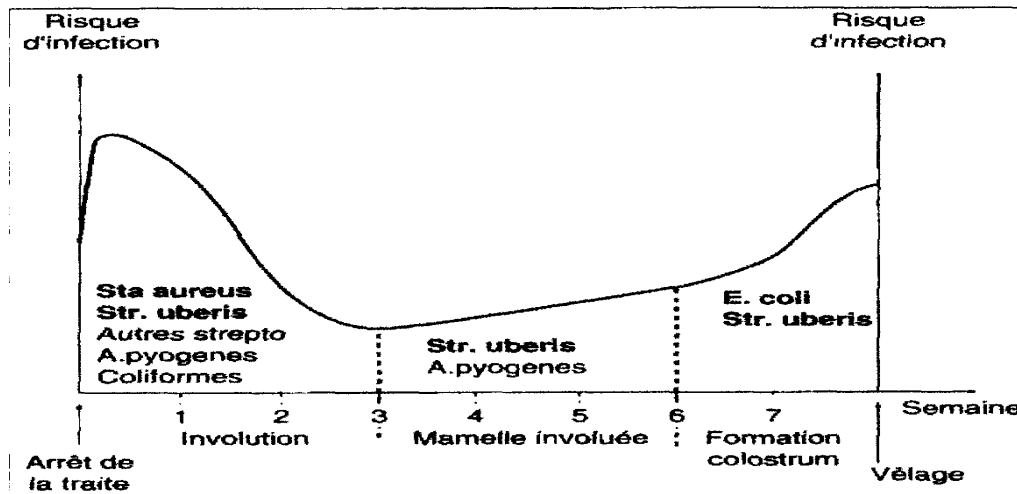 Risque
d'infection
Risque
d'infection
Sta aureus
Str. uberis
Autres strepto
A.pyogenes
Coliformes
Str. uberis
A.pyogenes
E. coli
Str. uberis
1 2 3 4 5 6 7 Semaine
Involution
Mamelle involuée
Formation
colostrum
Arrêt de
la traite
Vêlage